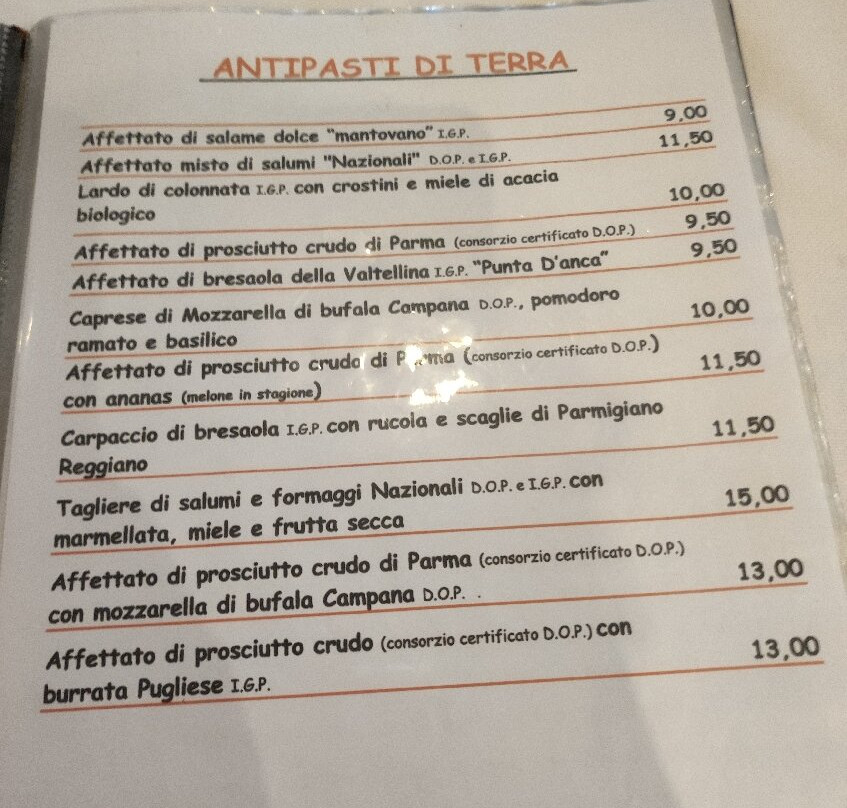 ANTIPASTI DI TERRA
Affettato di salame dolce "mantovano" I.G.P. 9,00
Affettato misto di salumi "Nazionali" D.O.P. e I.G.P. 11,50
Lardo di colonnata I.G.P. con crostini e miele di acacia
biologico 10,00
Affettato di prosciutto crudo di Parma (consorzio certificato D.O.P.) 9,50
Affettato di bresaola della Valtellina I.G.P. "Punta D'anca" 9,50
Caprese di Mozzarella di bufala Campana D.O.P., pomodoro
ramato e basilico 10,00
Affettato di prosciutto crudo di Parma (consorzio certificato D.O.P.)
con ananas (melone in stagione) 11,50
Carpaccio di bresaola I.G.P. con rucola e scaglie di Parmigiano
Reggiano 11,50
Tagliere di salumi e formaggi Nazionali D.O.P. e I.G.P. con
marmellata, miele e frutta secca 15,00
Affettato di prosciutto crudo di Parma (consorzio certificato D.O.P.)
con mozzarella di bufala Campana D.O.P. . 13,00
Affettato di prosciutto crudo (consorzio certificato D.O.P.) con
burrata Pugliese I.G.P. 13,00